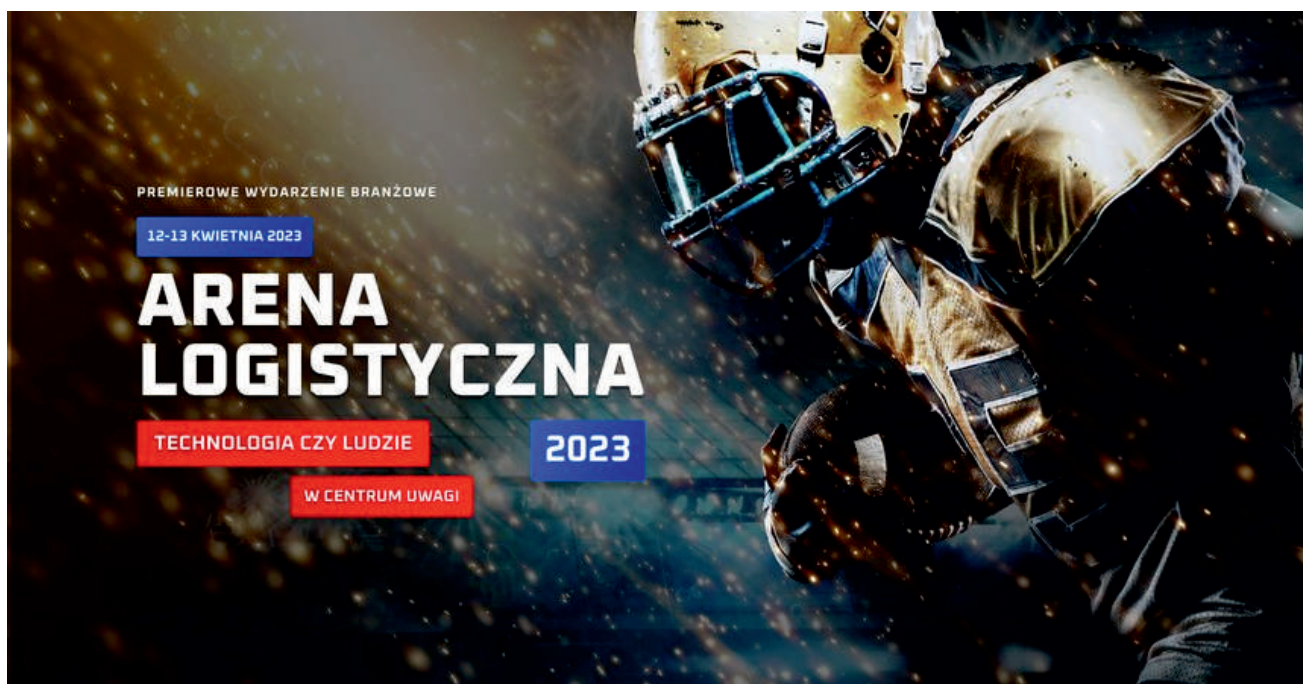 PREMIEROWE WYDARZENIE BRANŻOWE
12-13 KWIETNIA 2023
ARENA
LOGISTYCZNA
TECHNOLOGIA CZY LUDZIE
2023
W CENTRUM UWAGI